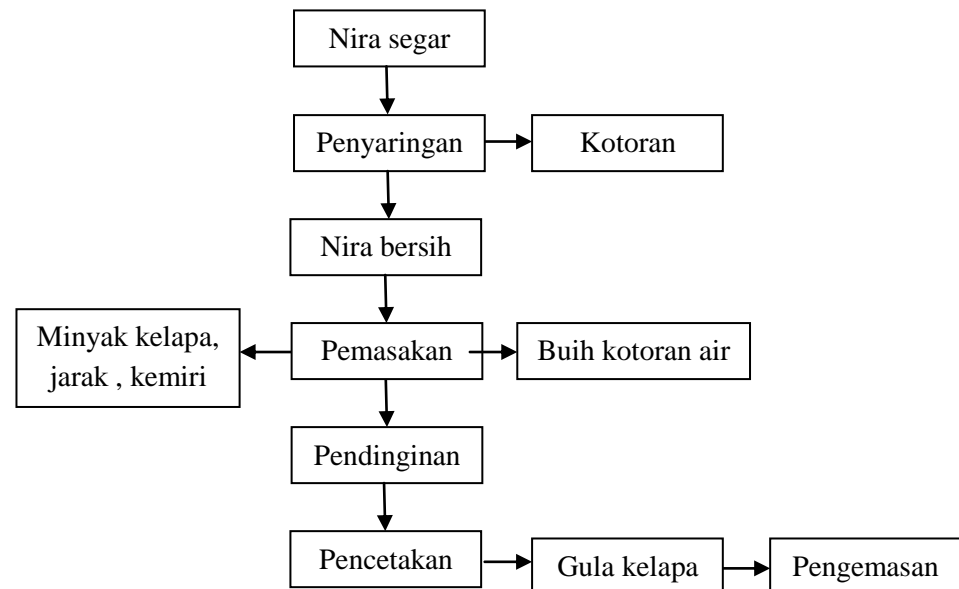 Nira segar
Penyaringan
Kotoran
Nira bersih
Minyak kelapa,
jarak , kemiri
Pemasakan
Buih kotoran air
Pendinginan
Pencetakan
Gula kelapa
Pengemasan